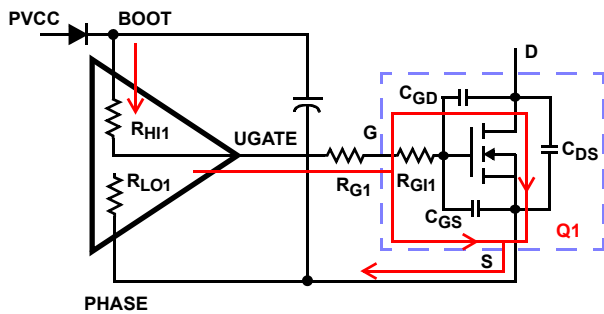 PVCC
BOOT
D
CGD
RHI1
UGATE
G
CDS
RLO1
RG1
RGI1
CGS
Q1
S
PHASE